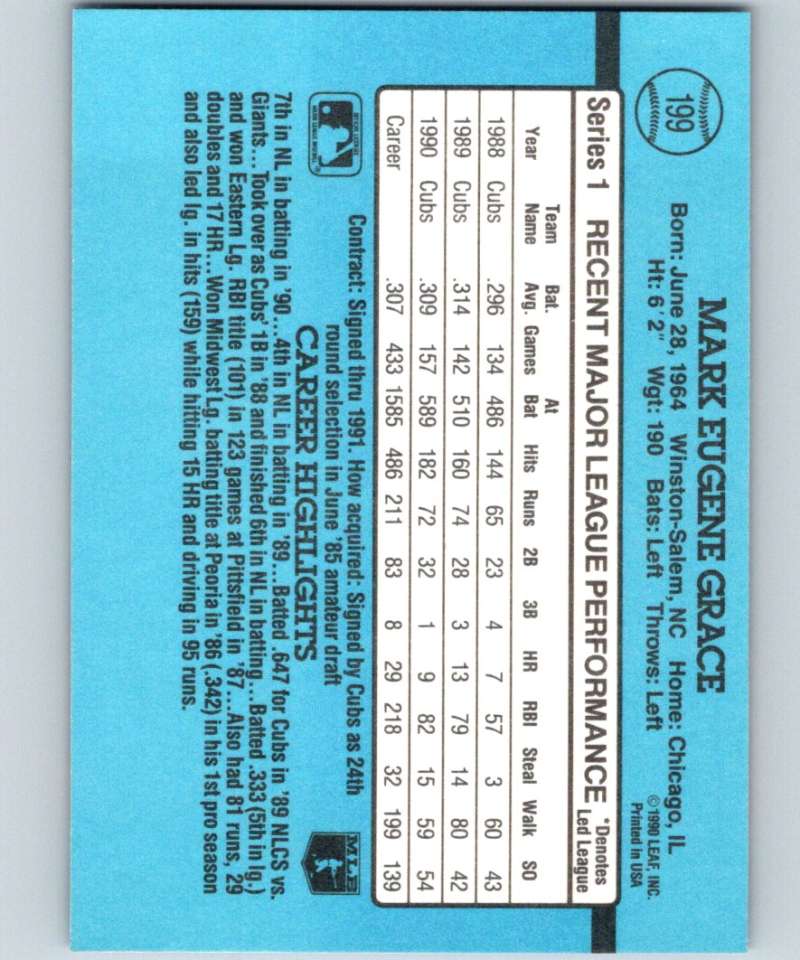 199
MARK EUGENE GRACE
Born: June 28, 1964 Winston-Salem, NC Home: Chicago, IL
Ht: 6'2" Wgt: 190 Bats: Left Throws: Left
©1990 LEAF, INC.
Printed in USA
Series 1 RECENT MAJOR LEAGUE PERFORMANCE *Denotes Led League
Year Team Name Bat. Avg. Games At Bat Hits Runs 2B 3B HR RBI Steal Walk SO
1988 Cubs .296 134 486 144 65 23 4 7 57 3 60 43
1989 Cubs .314 142 510 160 74 28 3 13 79 14 80 42
1990 Cubs .309 157 589 182 72 32 1 9 82 15 59 54
Career .307 433 1585 486 211 83 8 29 218 32 199 139
Contract: Signed thru 1991. How acquired: Signed by Cubs as 24th
round selection in June '85 amateur draft
MLB
CAREER HIGHLIGHTS
7th in NL in batting in '90...4th in NL in batting in '89...Batted .647 for Cubs in '89 NLCS vs.
Giants...Took over as Cubs' 1B in '88 and finished 6th in NL in batting...Batted .333 (5th in lg.)
and won Eastern Lg. RBI title (101) in 123 games at Pittsfield in '87...Also had 81 runs, 29
doubles and 17 HR...Won Midwest Lg. batting title at Peoria in '86 (.342) in his 1st pro season
and also led lg. in hits (159) while hitting 15 HR and driving in 95 runs.